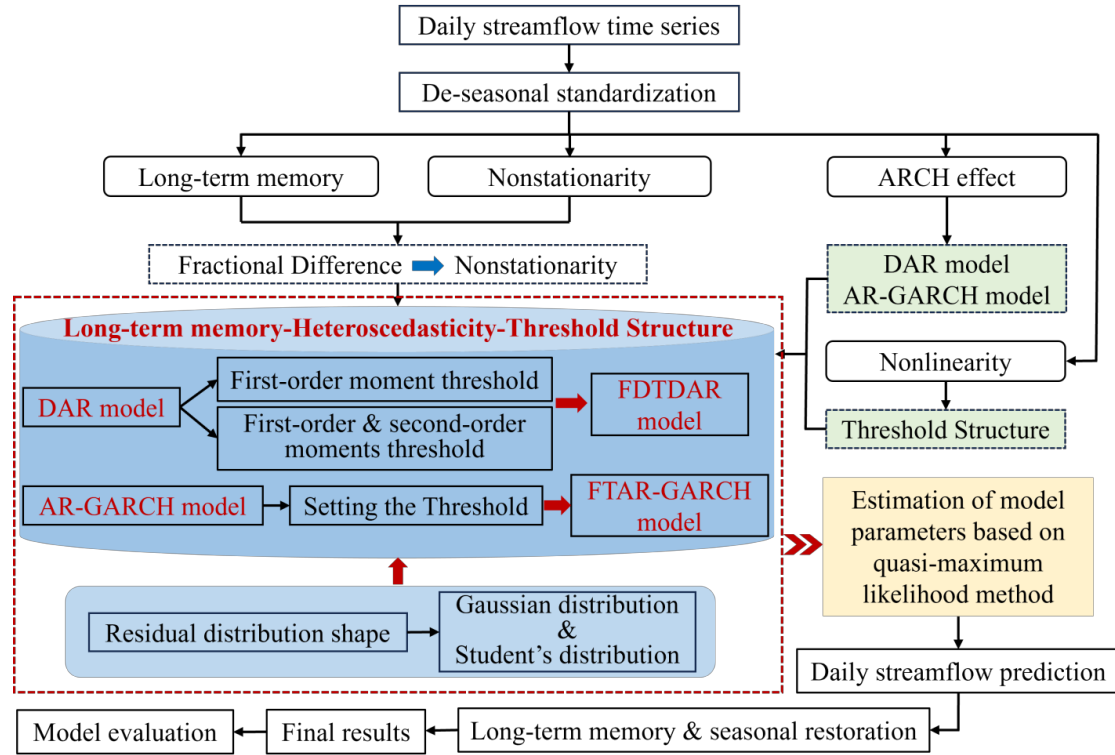 Daily streamflow time series
De-seasonal standardization
Long-term memory
Nonstationarity
ARCH effect
Fractional Difference
Nonstationarity
DAR model
AR-GARCH model
Long-term memory-Heteroscedasticity-Threshold Structure
Nonlinearity
Threshold Structure
DAR model
First-order moment threshold
First-order & second-order
moments threshold
FDTDAR
model
AR-GARCH model
Setting the Threshold
FTAR-GARCH
model
Estimation of model
parameters based on
quasi-maximum
likelihood method
Residual distribution shape
Gaussian distribution
&
Student's distribution
Daily streamflow prediction
Model evaluation
Final results
Long-term memory & seasonal restoration